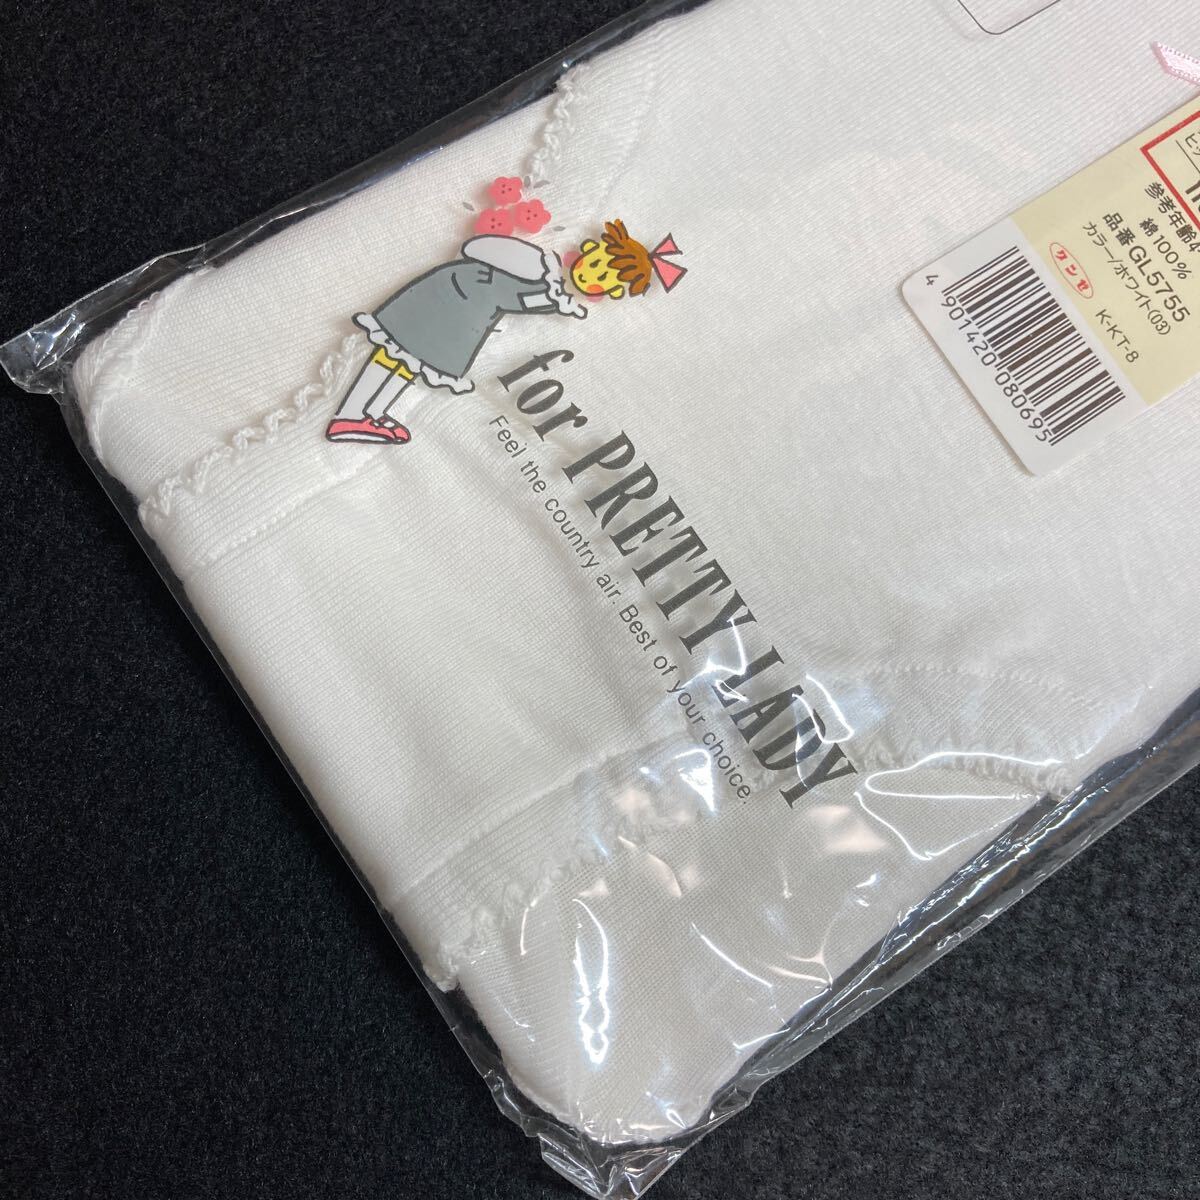 for PRETTY LADY
Feel the country air. Best of your choice.
参考年齢4
綿100%
品番GL5755
カラー/ホワイト(03)
グンゼ
K-KT-8
4 901420 080695